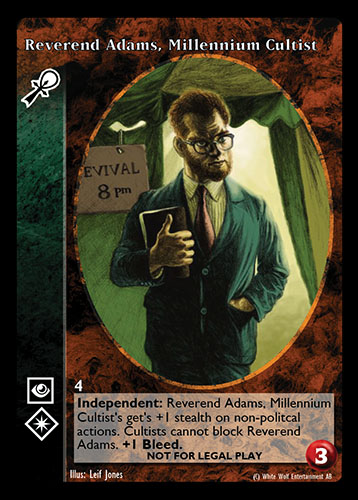 Reverend Adams, Millennium Cultist
EVIVAL
8 pm
4
Independent: Reverend Adams, Millennium
Cultist's get's +1 stealth on non-politcal
actions. Cultists cannot block Reverend
Adams. +1 Bleed.
NOT FOR LEGAL PLAY
3
Illus: Leif Jones
(C) White Wolf Entertainment AB